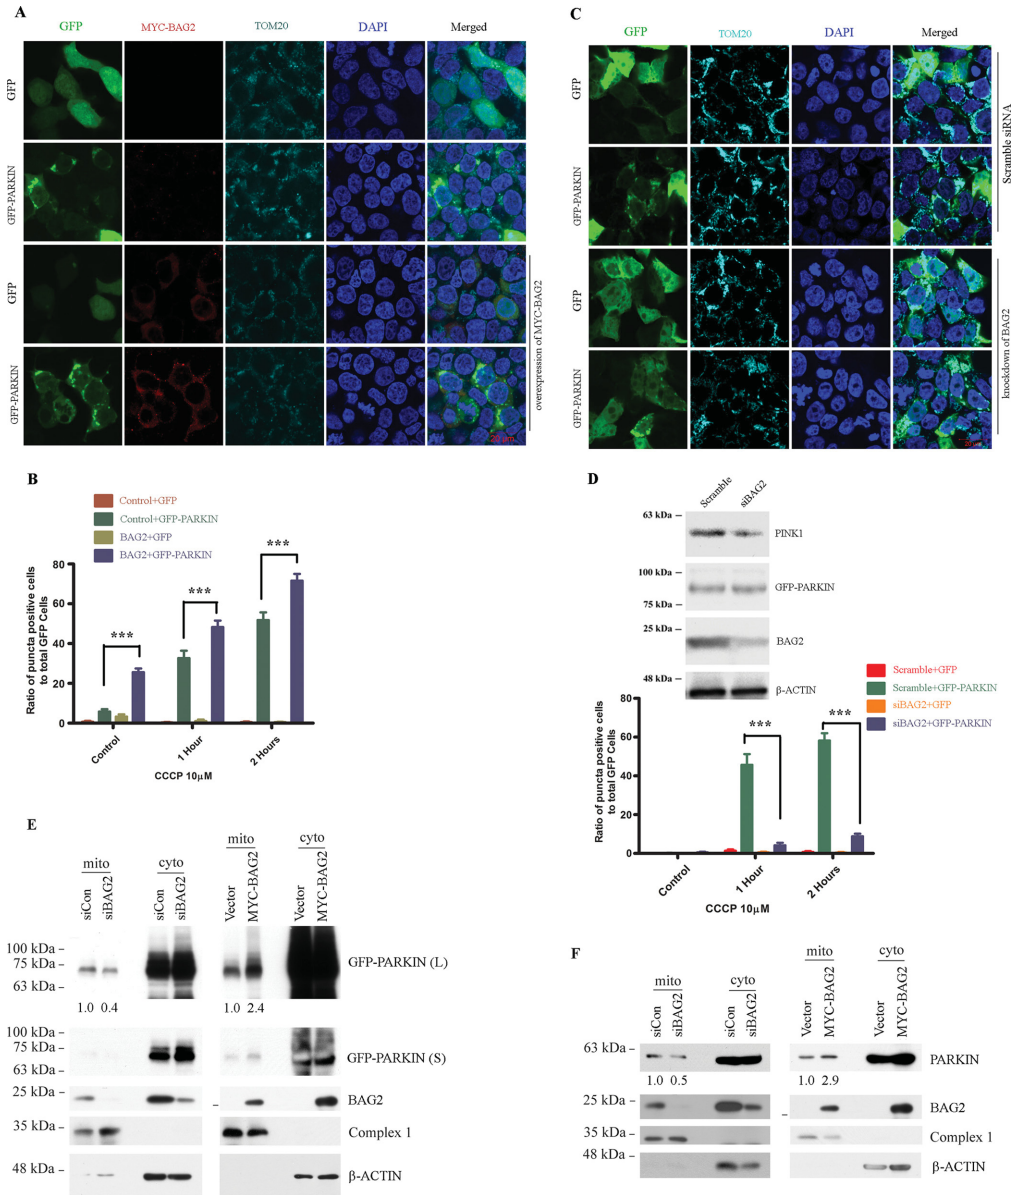 A
GFP MYC-BAG2 TOM20 DAPI Merged
GFP
GFP-PARKIN
GFP
GFP-PARKIN
overexpression of MYC-BAG2
20 μm
C
GFP TOM20 DAPI Merged
GFP
GFP-PARKIN
GFP
GFP-PARKIN
Scramble siRNA
knockdown of BAG2
B
Control+GFP
Control+GFP-PARKIN
BAG2+GFP
BAG2+GFP-PARKIN
Ratio of puncta positive cells
to total GFP Cells
80
60
40
20
0
*** *** ***
Control 1 Hour 2 Hours
CCCP 10μM
D
Scramble siBAG2
63 kDa – PINK1
100 kDa –
GFP-PARKIN
75 kDa –
25 kDa –
BAG2
48 kDa –
β-ACTIN
Scramble+GFP
Scramble+GFP-PARKIN
siBAG2+GFP
siBAG2+GFP-PARKIN
Ratio of puncta positive cells
to total GFP Cells
80
60
40
20
0
*** ***
Control 1 Hour 2 Hours
CCCP 10μM
E
mito cyto mito cyto
siCon siBAG2 siCon siBAG2 Vector MYC-BAG2 Vector MYC-BAG2
100 kDa –
75 kDa – GFP-PARKIN (L)
63 kDa –
1.0 0.4 1.0 2.4
100 kDa –
75 kDa – GFP-PARKIN (S)
63 kDa –
25 kDa – – BAG2
35 kDa – Complex 1
48 kDa – β-ACTIN
F
mito cyto mito cyto
siCon siBAG2 siCon siBAG2 Vector MYC-BAG2 Vector MYC-BAG2
63 kDa – PARKIN
1.0 0.5 1.0 2.9
25 kDa – – BAG2
35 kDa – Complex 1
48 kDa – β-ACTIN